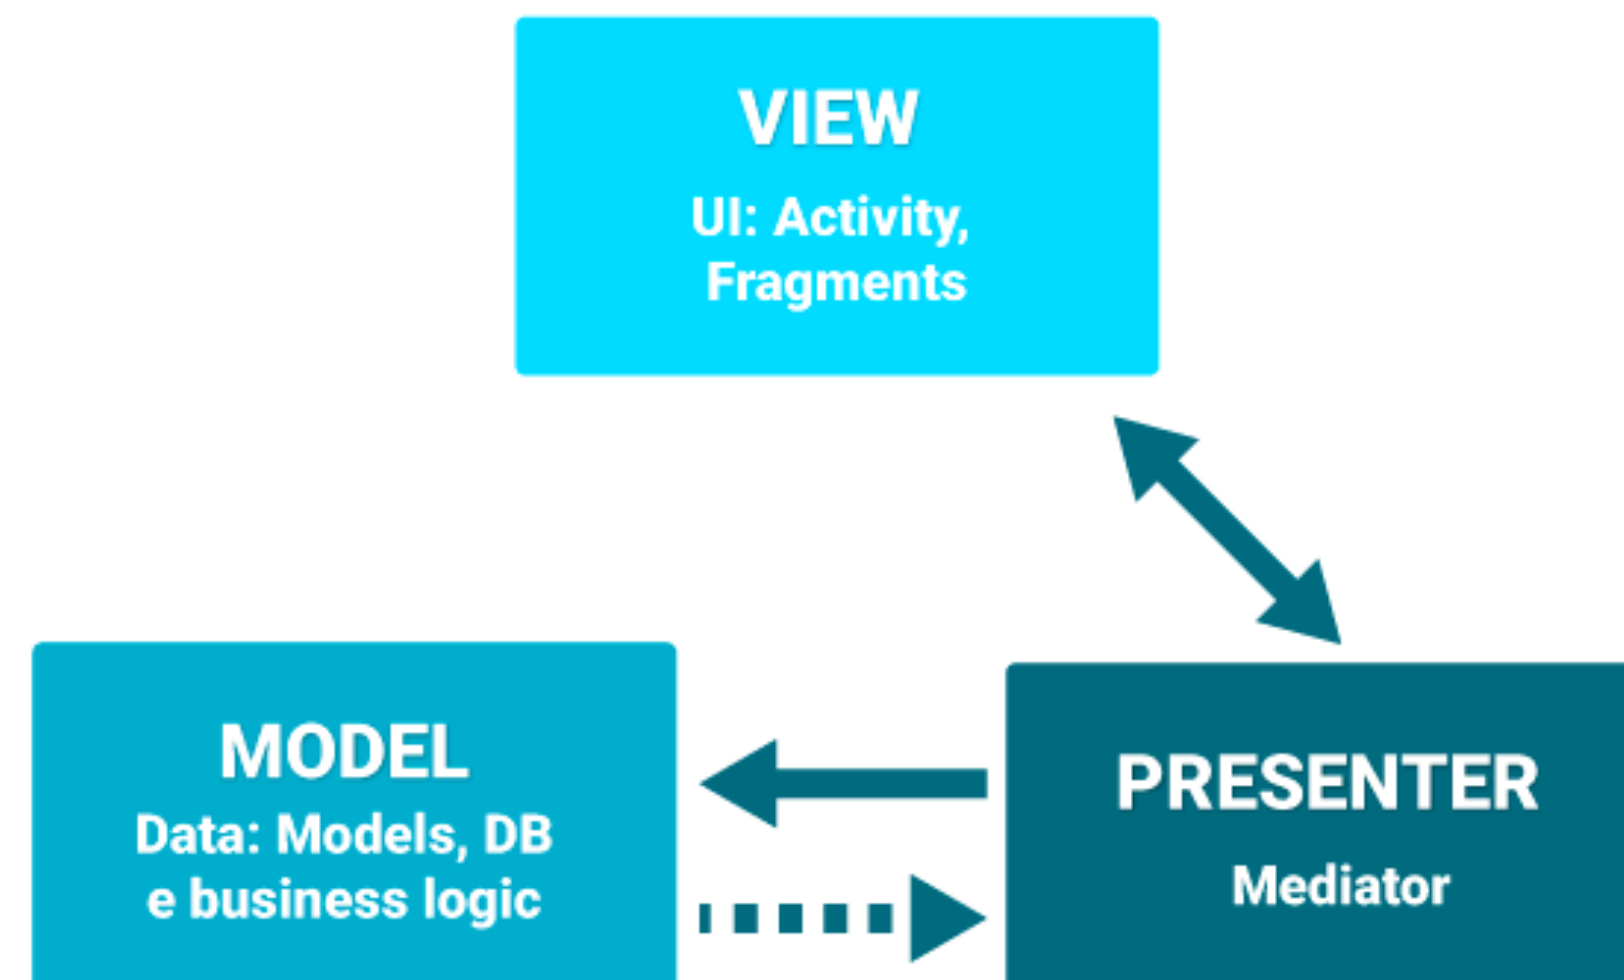 VIEW
UI: Activity,
Fragments
MODEL
Data: Models, DB
e business logic
PRESENTER
Mediator